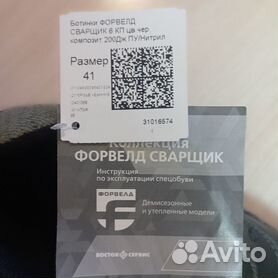 Ботинки ФОРВЕЛД
СВАРЩИК 6 КП цв.чер.
композит 200Дж ПУ/Нитрил
Размер
41
31016574
Коллекция
ФОРВЕЛД СВАРЩИК
Инструкция
по эксплуатации спецобуви
ФОРВЕЛД
Демисезонные
и утепленные модели
ВОСТОК СЕРВИС
Avito